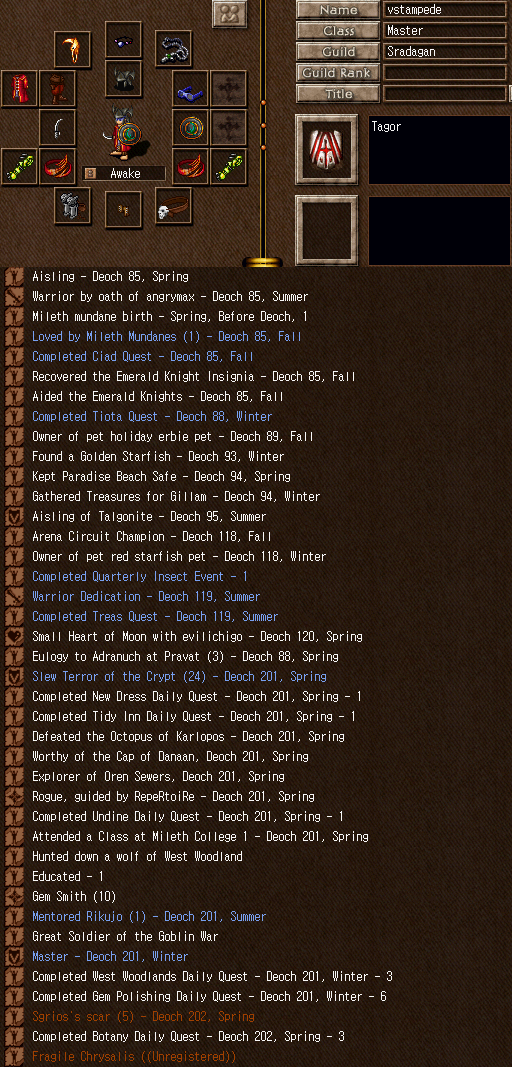 Name vstampede
Class Master
Guild Sradagan
Guild Rank
Title
Tagor
Awake
Aisling - Deoch 85, Spring
Warrior by oath of angrymax - Deoch 85, Summer
Mileth mundane birth - Spring, Before Deoch, 1
Loved by Mileth Mundanes (1) - Deoch 85, Fall
Completed Ciad Quest - Deoch 85, Fall
Recovered the Emerald Knight Insignia - Deoch 85, Fall
Aided the Emerald Knights - Deoch 85, Fall
Completed Tiota Quest - Deoch 88, Winter
Owner of pet holiday erbie pet - Deoch 89, Fall
Found a Golden Starfish - Deoch 93, Winter
Kept Paradise Beach Safe - Deoch 94, Spring
Gathered Treasures for Gillam - Deoch 94, Winter
Aisling of Talgonite - Deoch 95, Summer
Arena Circuit Champion - Deoch 118, Fall
Owner of pet red starfish pet - Deoch 118, Winter
Completed Quarterly Insect Event - 1
Warrior Dedication - Deoch 119, Summer
Completed Treas Quest - Deoch 119, Summer
Small Heart of Moon with evilichigo - Deoch 120, Spring
Eulogy to Adranuch at Pravat (3) - Deoch 88, Spring
Slew Terror of the Crypt (24) - Deoch 201, Spring
Completed New Dress Daily Quest - Deoch 201, Spring - 1
Completed Tidy Inn Daily Quest - Deoch 201, Spring - 1
Defeated the Octopus of Karlopos - Deoch 201, Spring
Worthy of the Cap of Danaan, Deoch 201, Spring
Explorer of Oren Sewers, Deoch 201, Spring
Rogue, guided by RepeRtoiRe - Deoch 201, Spring
Completed Undine Daily Quest - Deoch 201, Spring - 1
Attended a Class at Mileth College 1 - Deoch 201, Spring
Hunted down a wolf of West Woodland
Educated - 1
Gem Smith (10)
Mentored Rikujo (1) - Deoch 201, Summer
Great Soldier of the Goblin War
Master - Deoch 201, Winter
Completed West Woodlands Daily Quest - Deoch 201, Winter - 3
Completed Gem Polishing Daily Quest - Deoch 201, Winter - 6
Sgrios's scar (5) - Deoch 202, Spring
Completed Botany Daily Quest - Deoch 202, Spring - 3
Fragile Chrysalis ((Unregistered))